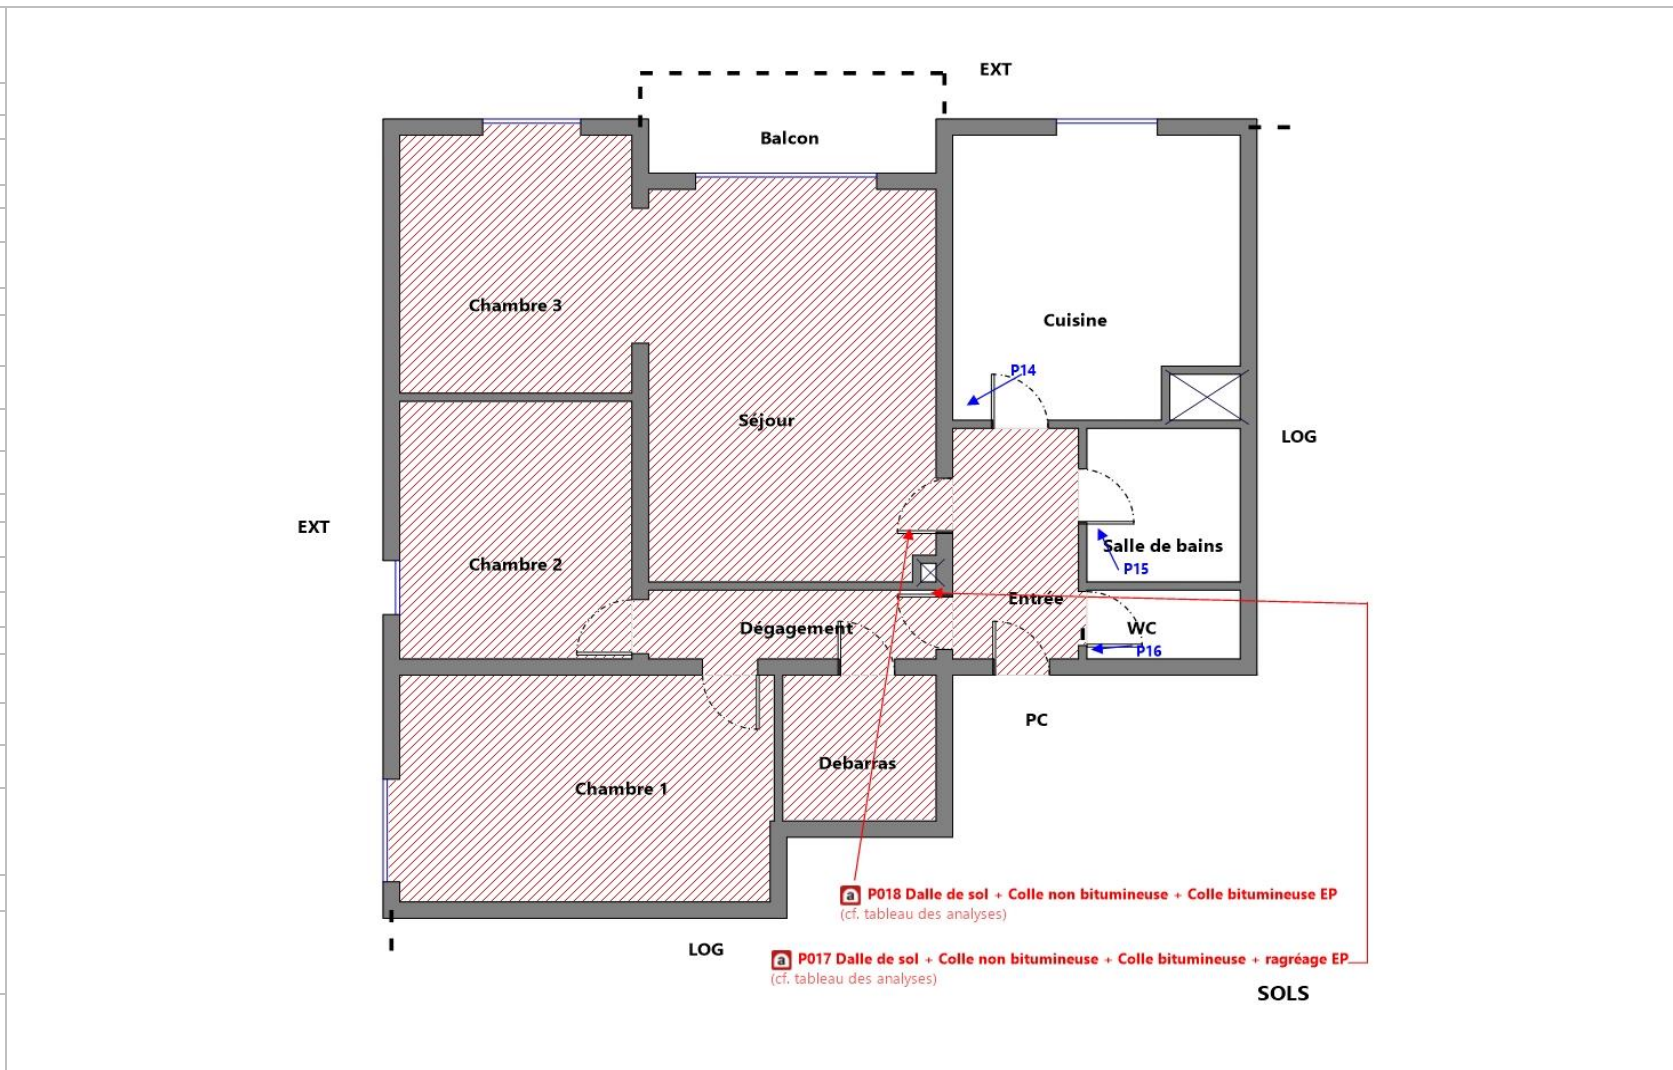 EXT
Balcon
Chambre 3
Cuisine
P14
Séjour
LOG
EXT
Salle de bains
Chambre 2
P15
Entrée
Dégagement
WC
P16
PC
Debarras
Chambre 1
a P018 Dalle de sol + Colle non bitumineuse + Colle bitumineuse EP
(cf. tableau des analyses)
LOG
a P017 Dalle de sol + Colle non bitumineuse + Colle bitumineuse + ragréage EP
(cf. tableau des analyses)
SOLS